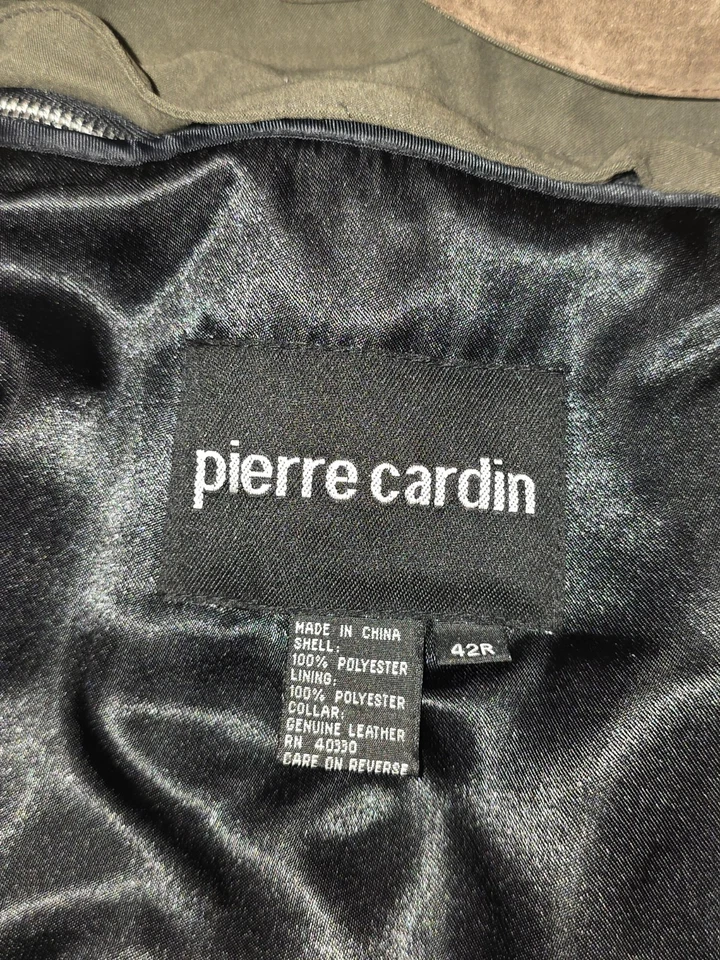 pierre cardin
MADE IN CHINA
SHELL:
100% POLYESTER
LINING:
100% POLYESTER
COLLAR:
GENUINE LEATHER
RN 40330
CARE ON REVERSE
42R